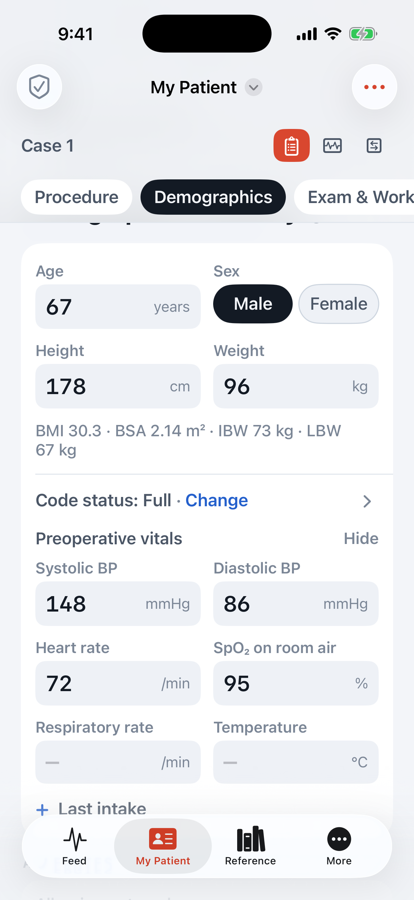 9:41
My Patient
Case 1
Procedure Demographics Exam & Work
Age Sex
67 years Male Female
Height Weight
178 cm 96 kg
BMI 30.3 · BSA 2.14 m² · IBW 73 kg · LBW
67 kg
Code status: Full · Change
Preoperative vitals Hide
Systolic BP Diastolic BP
148 mmHg 86 mmHg
Heart rate SpO₂ on room air
72 /min 95 %
Respiratory rate Temperature
– /min – °C
+ Last intake
Feed My Patient Reference More